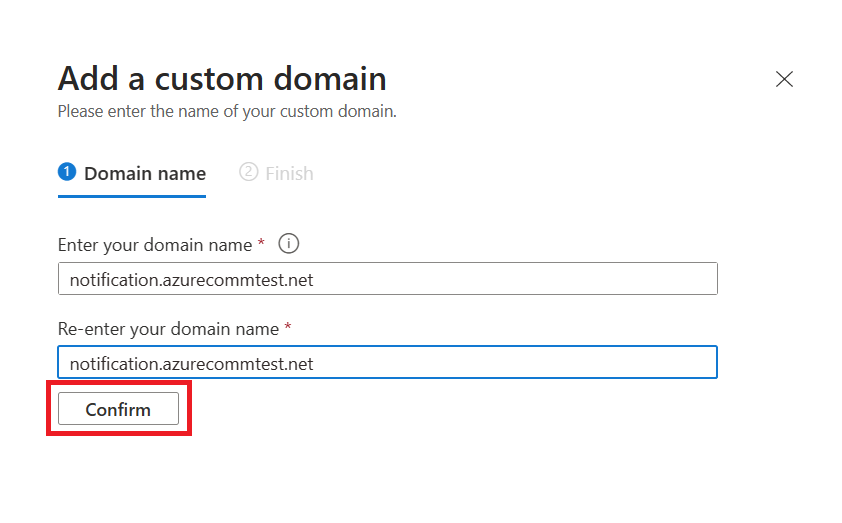 Add a custom domain
Please enter the name of your custom domain.
1 Domain name 2 Finish
Enter your domain name * i
notification.azurecommtest.net
Re-enter your domain name *
notification.azurecommtest.net
Confirm